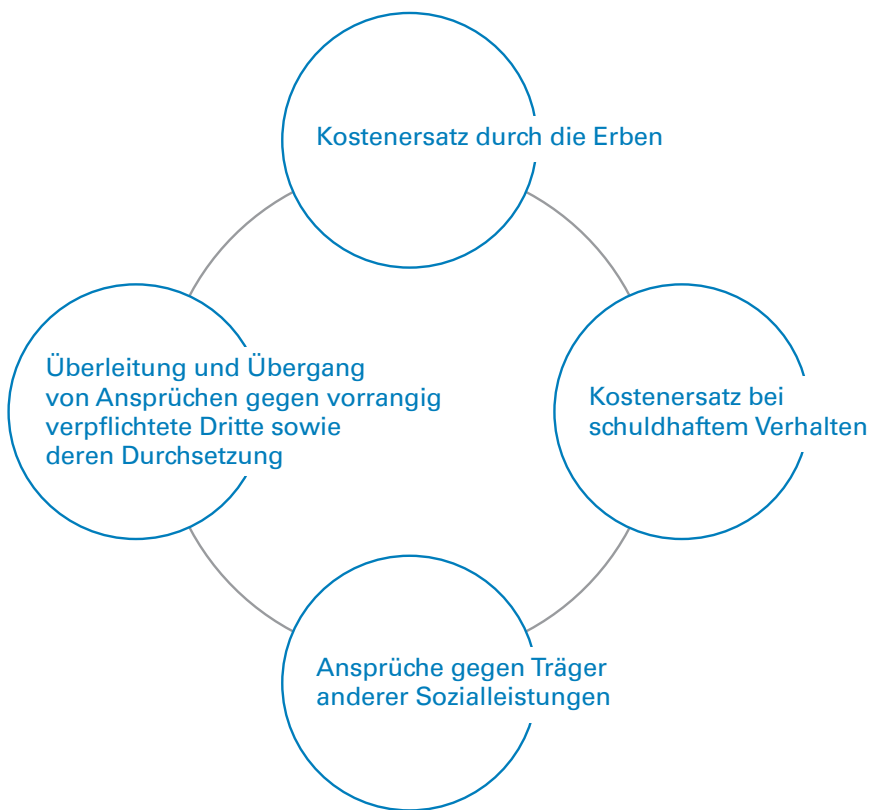 Kostenersatz durch die Erben
Überleitung und Übergang
von Ansprüchen gegen vorrangig
verpflichtete Dritte sowie
deren Durchsetzung
Kostenersatz bei
schuldhaftem Verhalten
Ansprüche gegen Träger
anderer Sozialleistungen